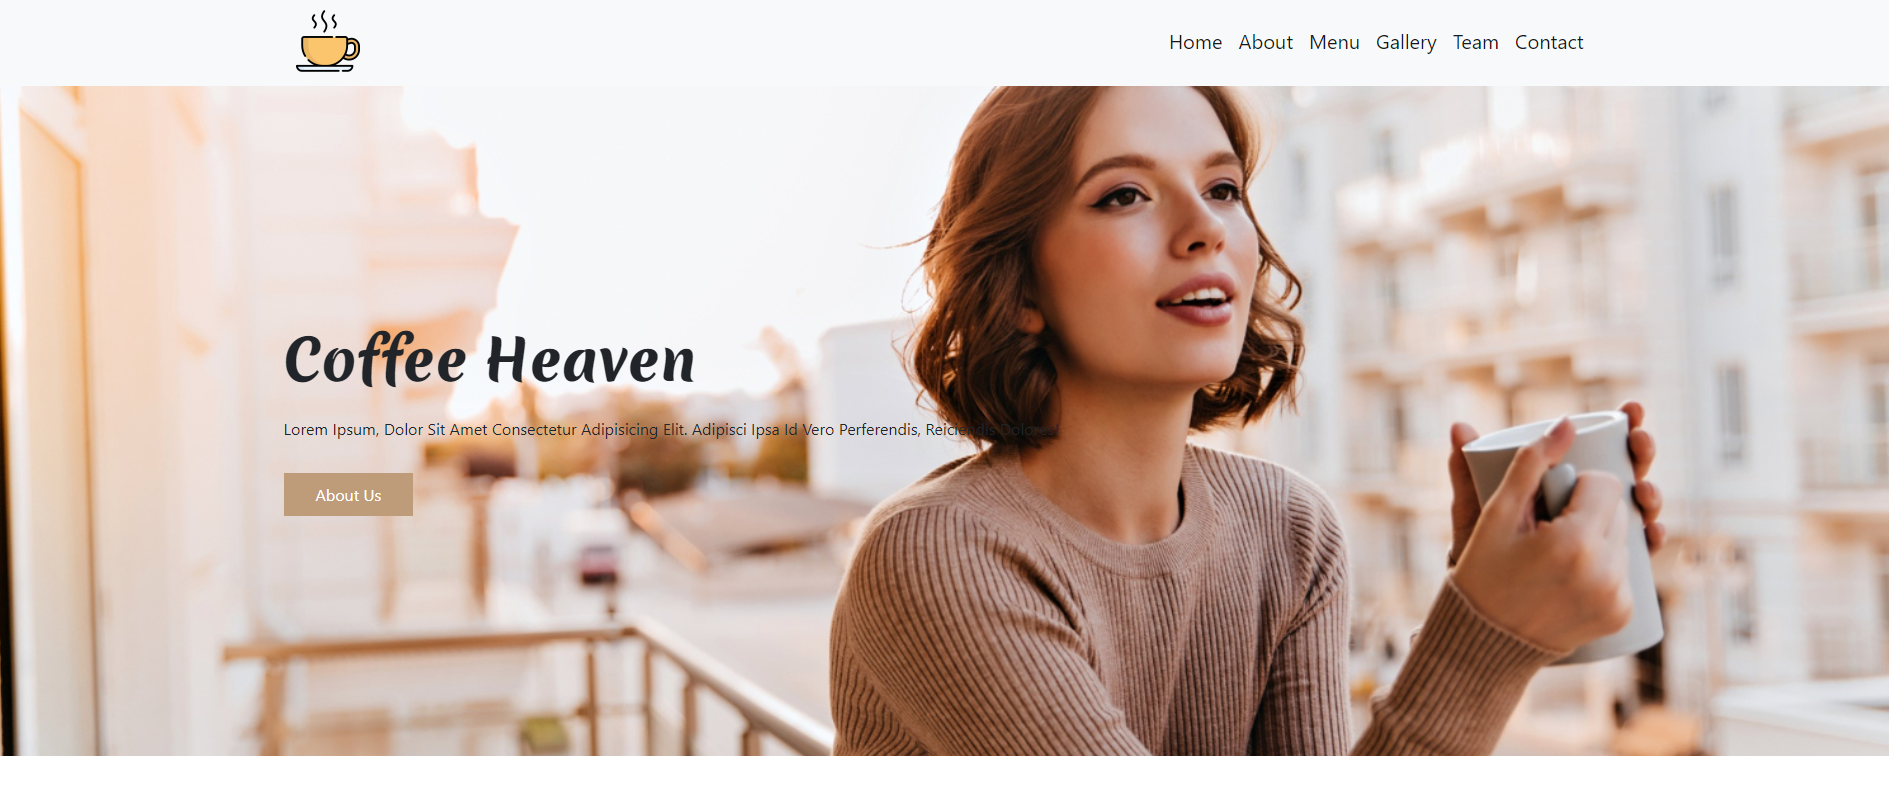 Home About Menu Gallery Team Contact
Coffee Heaven
Lorem Ipsum, Dolor Sit Amet Consectetur Adipisicing Elit. Adipisci Ipsa Id Vero Perferendis, Reiciendis Dolore
About Us